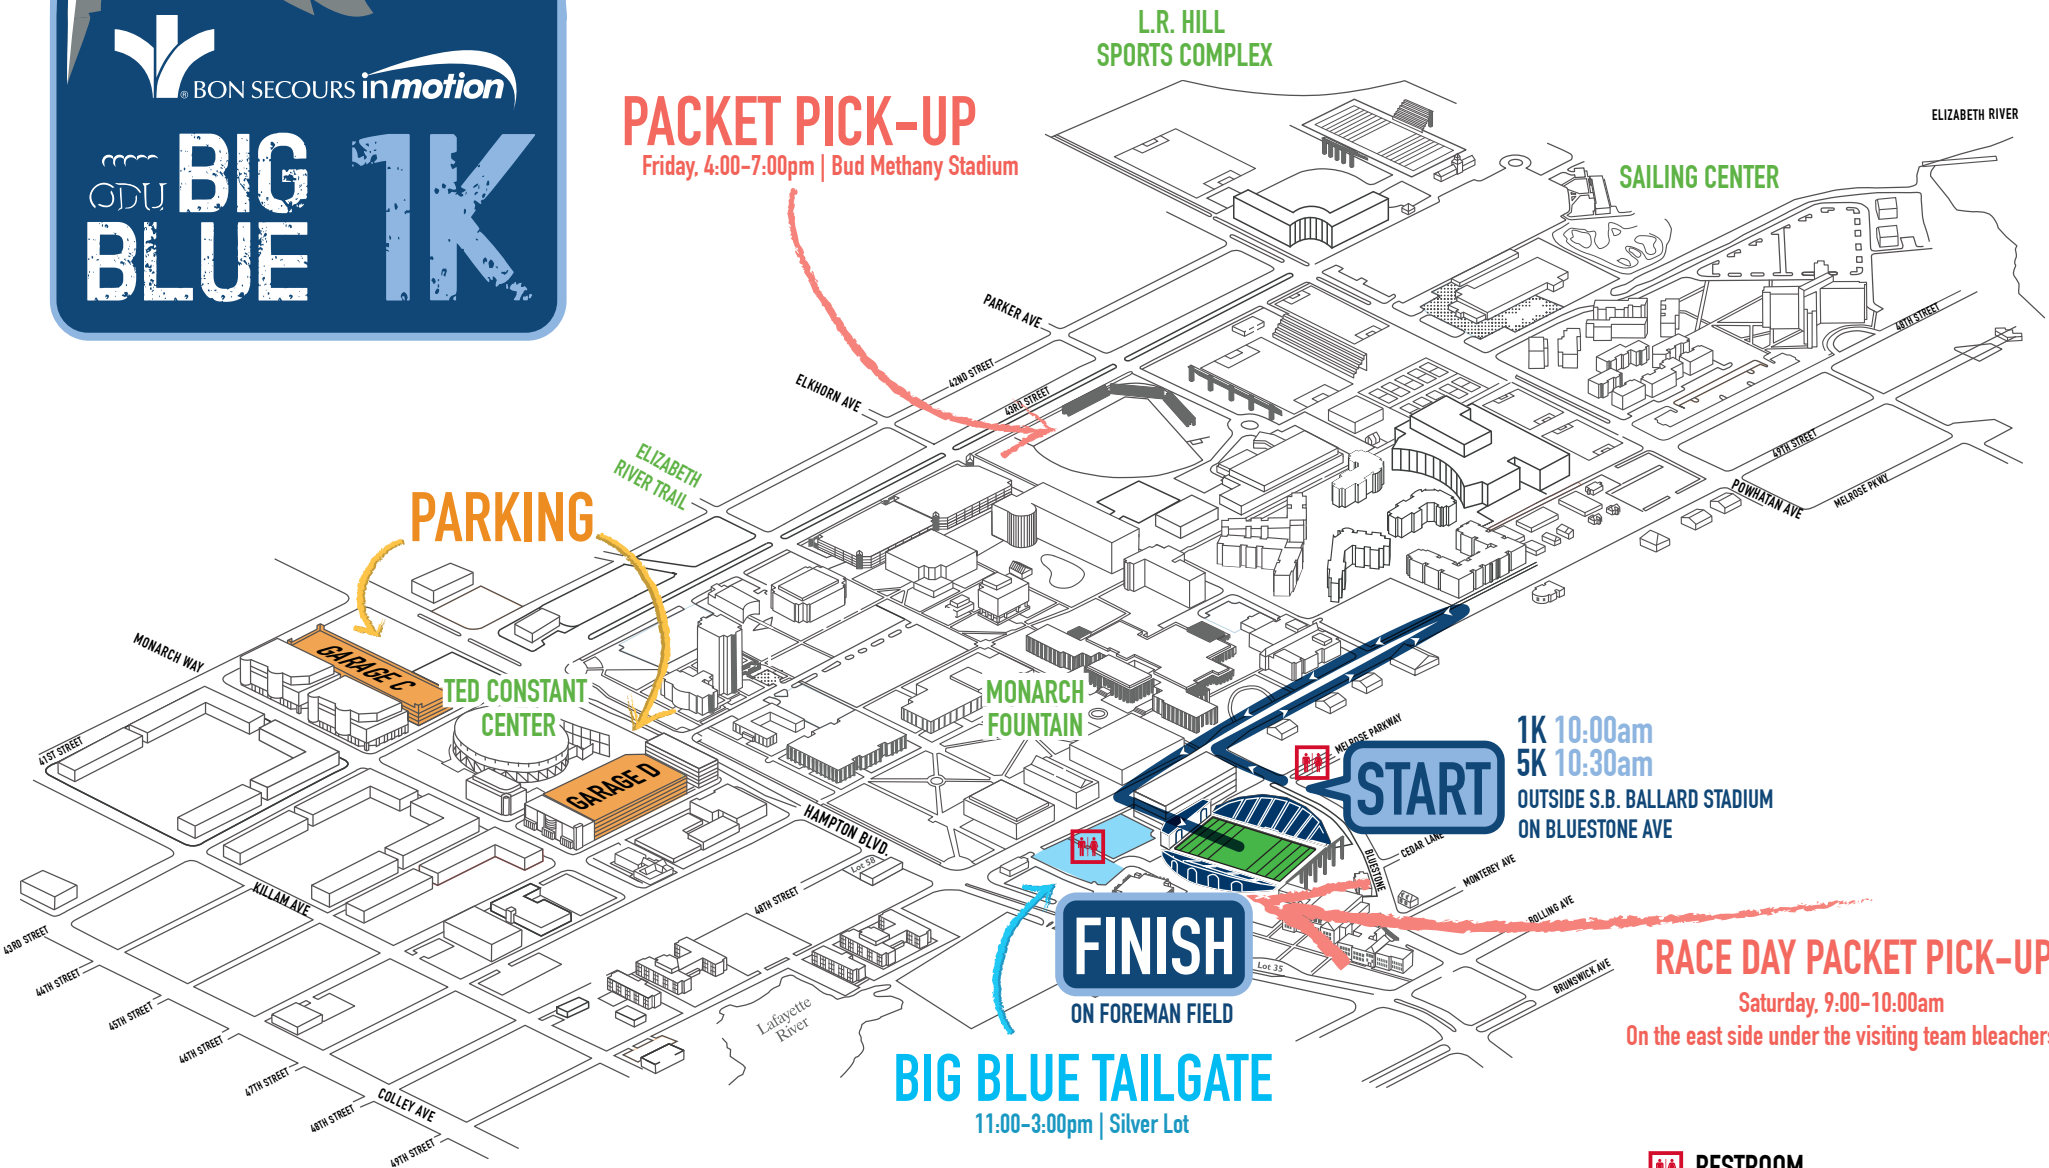 BON SECOURS inmotion
®
ODU BIG BLUE 1K
L.R. HILL
SPORTS COMPLEX
ELIZABETH RIVER
PACKET PICK-UP
Friday, 4:00-7:00pm | Bud Methany Stadium
SAILING CENTER
PARKER AVE
48TH STREET
42ND STREET
ELKHORN AVE
43RD STREET
49TH STREET
ELIZABETH
RIVER TRAIL
POWHATAN AVE
MELROSE PKWY
PARKING
MONARCH WAY
GARAGE C
TED CONSTANT
CENTER
MONARCH
FOUNTAIN
41ST STREET
GARAGE D
MELROSE PARKWAY
START
1K 10:00am
5K 10:30am
OUTSIDE S.B. BALLARD STADIUM
ON BLUESTONE AVE
HAMPTON BLVD.
CEDAR LANE
BLUESTONE
MONTEREY AVE
Lot 58
KILLAM AVE
48TH STREET
BOLLING AVE
43RD STREET
FINISH
ON FOREMAN FIELD
Lot 35
RACE DAY PACKET PICK-UP
Saturday, 9:00-10:00am
On the east side under the visiting team bleachers
BRUNSWICK AVE
44TH STREET
45TH STREET
46TH STREET
47TH STREET
48TH STREET
49TH STREET
COLLEY AVE
Lafayette
River
BIG BLUE TAILGATE
11:00-3:00pm | Silver Lot
RESTROOM